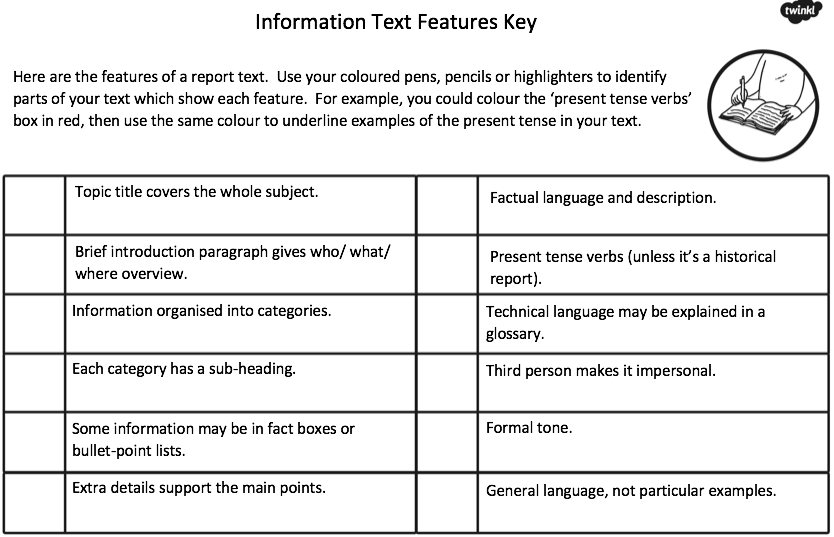 twinkl
Information Text Features Key
Here are the features of a report text.  Use your coloured pens, pencils or highlighters to identify
parts of your text which show each feature.  For example, you could colour the ‘present tense verbs’
box in red, then use the same colour to underline examples of the present tense in your text.
Topic title covers the whole subject.
Factual language and description.
Brief introduction paragraph gives who/ what/
where overview.
Present tense verbs (unless it’s a historical
report).
Information organised into categories.
Technical language may be explained in a
glossary.
Each category has a sub-heading.
Third person makes it impersonal.
Some information may be in fact boxes or
bullet-point lists.
Formal tone.
Extra details support the main points.
General language, not particular examples.